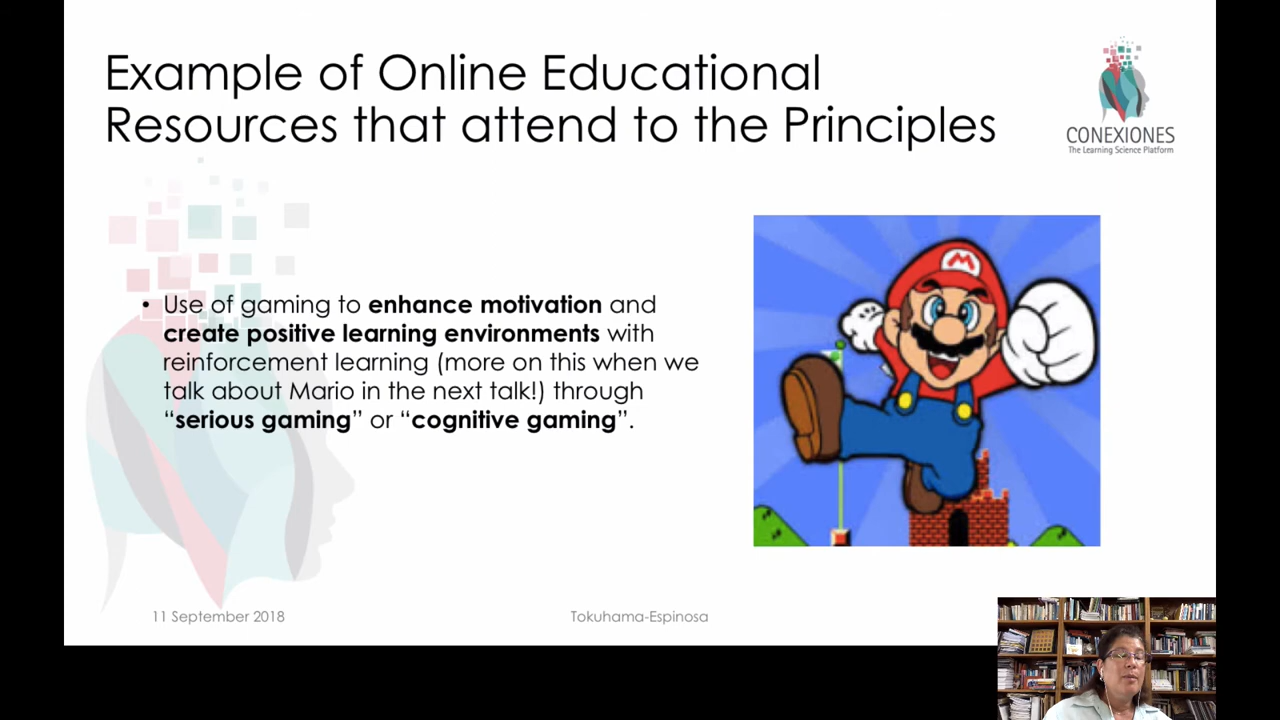 Example of Online Educational
Resources that attend to the Principles
CONEXIONES
The Learning Science Platform
• Use of gaming to enhance motivation and
create positive learning environments with
reinforcement learning (more on this when we
talk about Mario in the next talk!) through
“serious gaming” or “cognitive gaming”.
M
11 September 2018
Tokuhama-Espinosa